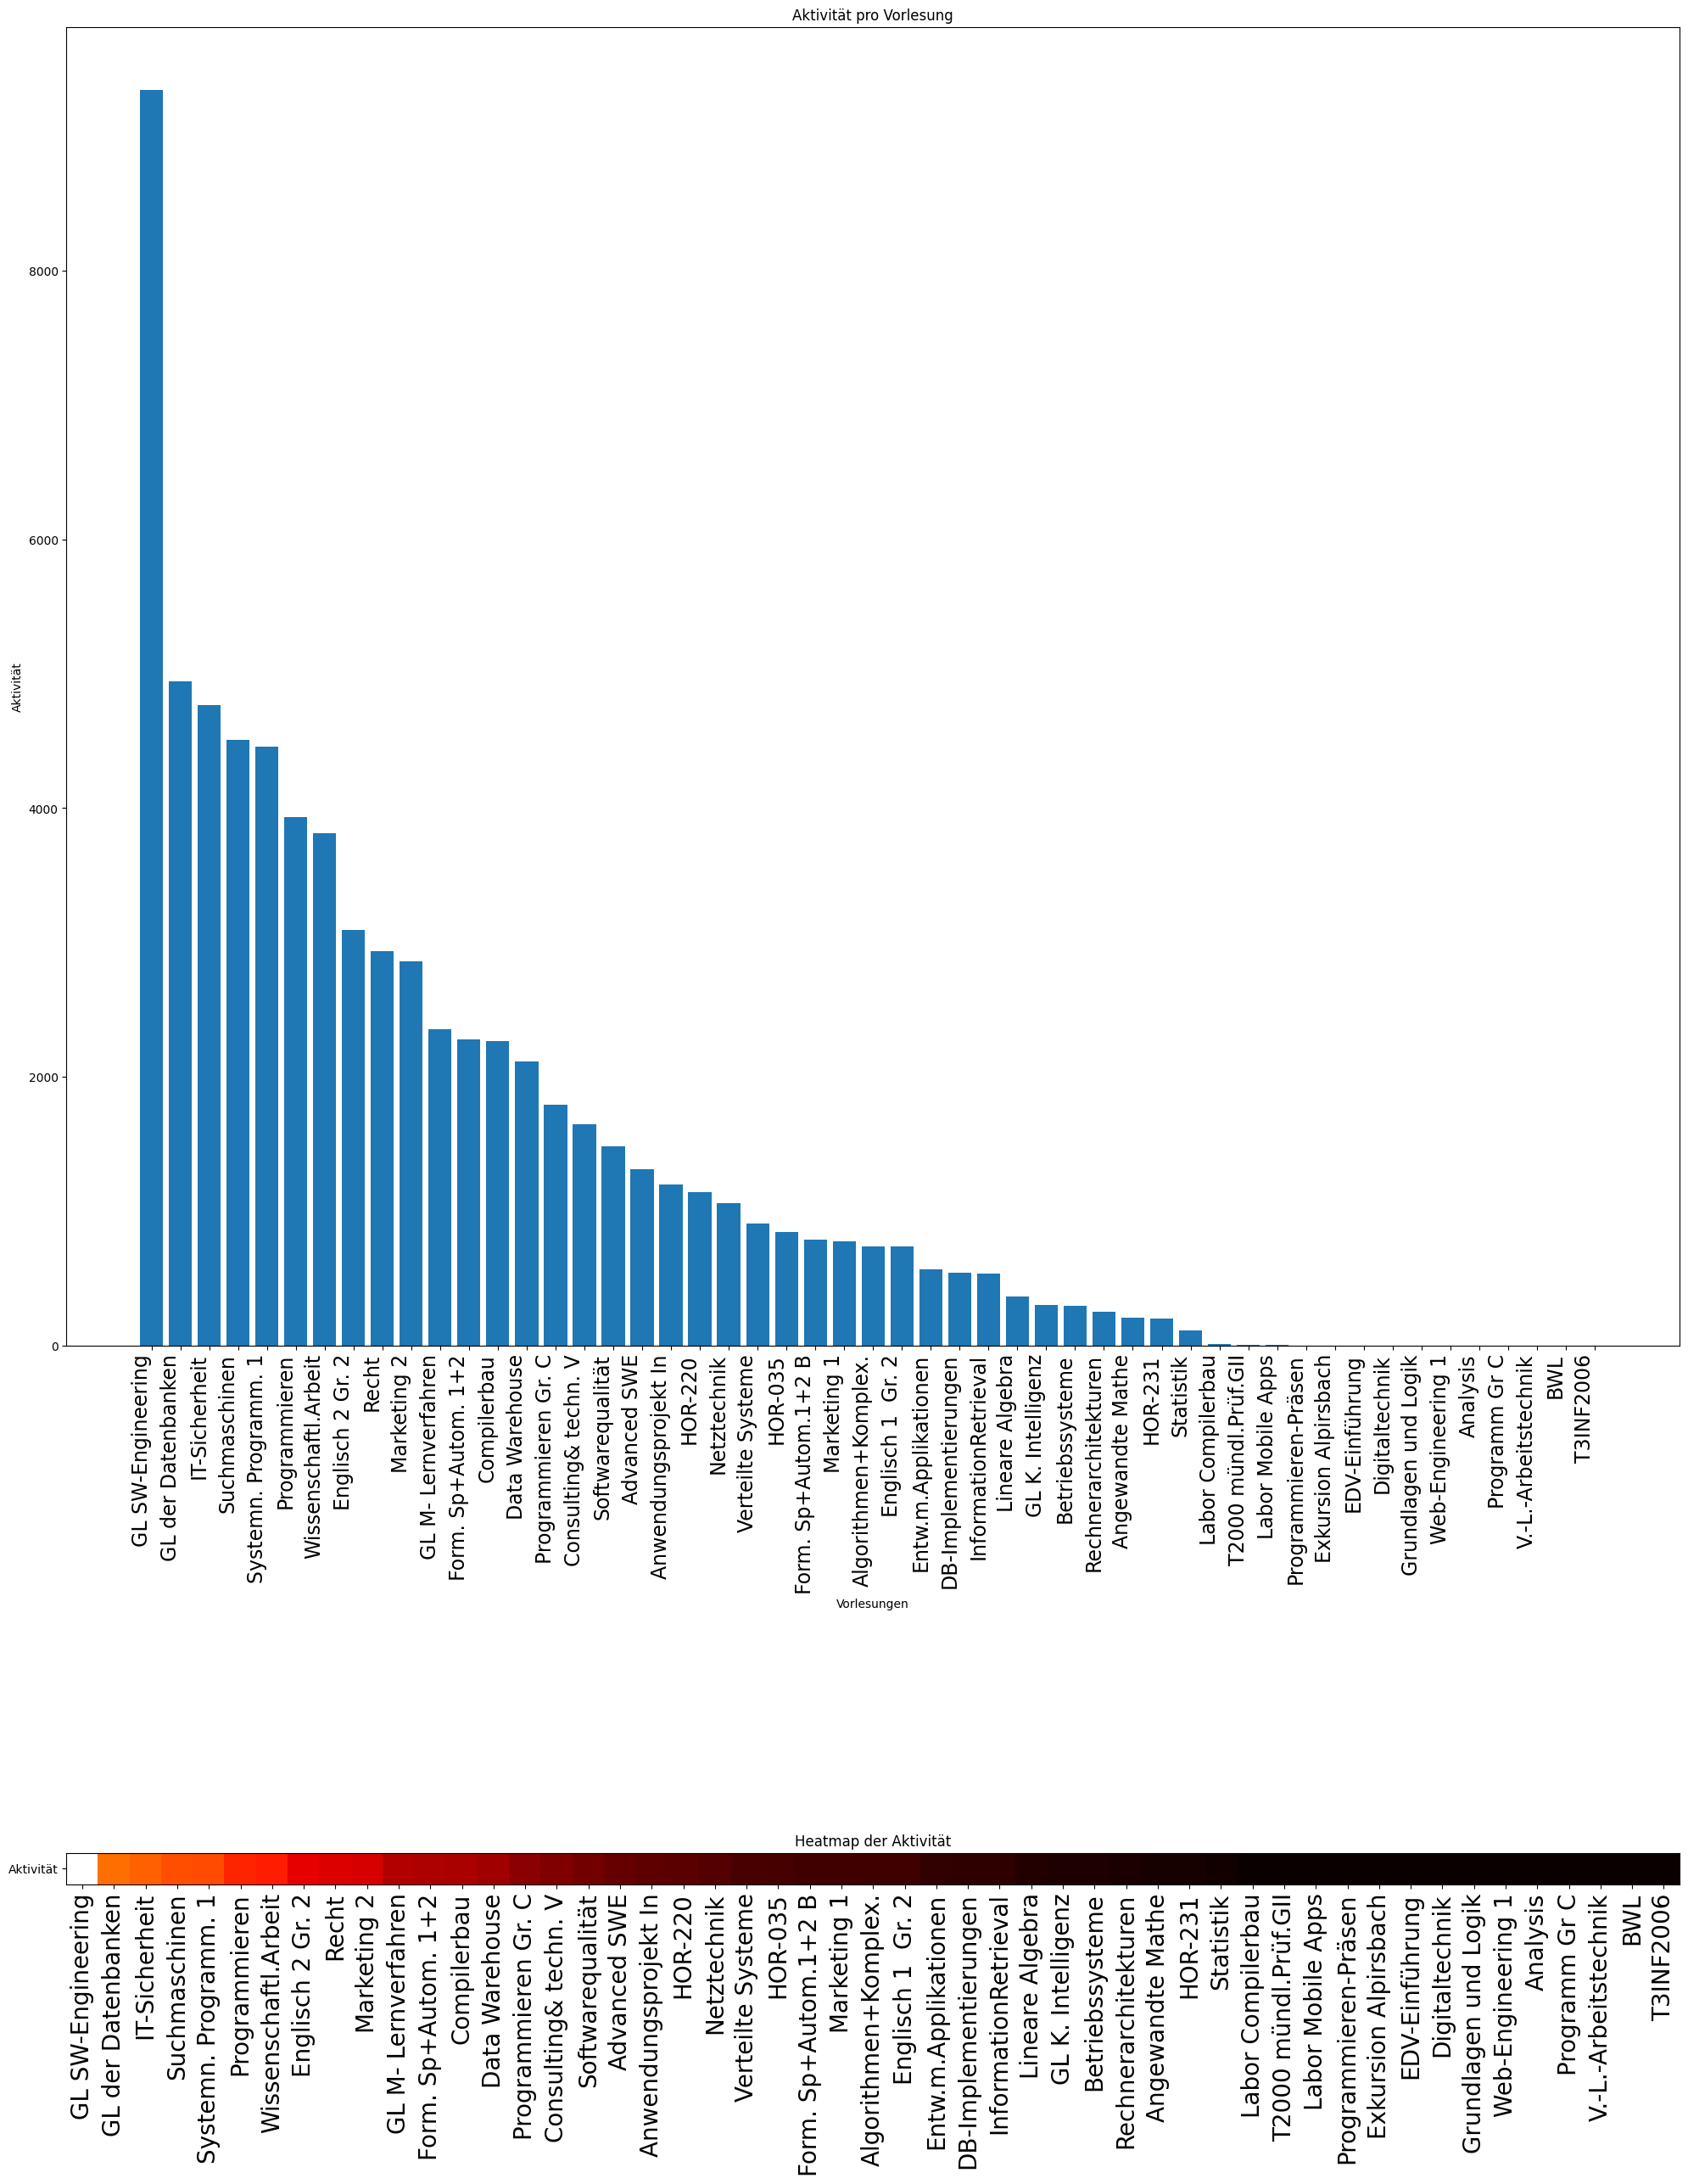 Aktivität pro Vorlesung
Aktivität
8000
6000
4000
2000
0
GL SW-Engineering
GL der Datenbanken
IT-Sicherheit
Suchmaschinen
Systemn. Programm. 1
Programmieren
Wissenschaftl.Arbeit
Englisch 2 Gr. 2
Recht
Marketing 2
GL M- Lernverfahren
Form. Sp+Autom. 1+2
Compilerbau
Data Warehouse
Programmieren Gr. C
Consulting& techn. V
Softwarequalität
Advanced SWE
Anwendungsprojekt In
HOR-220
Netztechnik
Verteilte Systeme
HOR-035
Form. Sp+Autom.1+2 B
Marketing 1
Algorithmen+Komplex.
Englisch 1  Gr. 2
Entw.m.Applikationen
DB-Implementierungen
InformationRetrieval
Lineare Algebra
GL K. Intelligenz
Betriebssysteme
Rechnerarchitekturen
Angewandte Mathe
HOR-231
Statistik
Labor Compilerbau
T2000 mündl.Prüf.GII
Labor Mobile Apps
Programmieren-Präsen
Exkursion Alpirsbach
EDV-Einführung
Digitaltechnik
Grundlagen und Logik
Web-Engineering 1
Analysis
Programm Gr C
V.-L.-Arbeitstechnik
BWL
T3INF2006
Vorlesungen
Heatmap der Aktivität
Aktivität
GL SW-Engineering
GL der Datenbanken
IT-Sicherheit
Suchmaschinen
Systemn. Programm. 1
Programmieren
Wissenschaftl.Arbeit
Englisch 2 Gr. 2
Recht
Marketing 2
GL M- Lernverfahren
Form. Sp+Autom. 1+2
Compilerbau
Data Warehouse
Programmieren Gr. C
Consulting& techn. V
Softwarequalität
Advanced SWE
Anwendungsprojekt In
HOR-220
Netztechnik
Verteilte Systeme
HOR-035
Form. Sp+Autom.1+2 B
Marketing 1
Algorithmen+Komplex.
Englisch 1  Gr. 2
Entw.m.Applikationen
DB-Implementierungen
InformationRetrieval
Lineare Algebra
GL K. Intelligenz
Betriebssysteme
Rechnerarchitekturen
Angewandte Mathe
HOR-231
Statistik
Labor Compilerbau
T2000 mündl.Prüf.GII
Labor Mobile Apps
Programmieren-Präsen
Exkursion Alpirsbach
EDV-Einführung
Digitaltechnik
Grundlagen und Logik
Web-Engineering 1
Analysis
Programm Gr C
V.-L.-Arbeitstechnik
BWL
T3INF2006